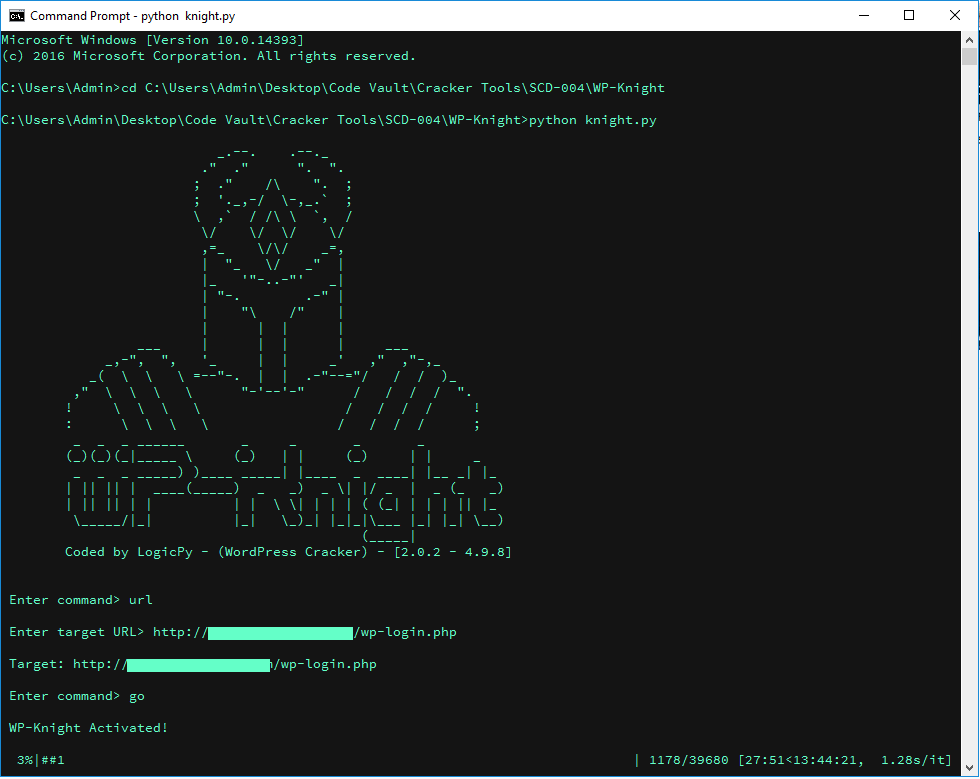 Command Prompt - python  knight.py
Microsoft Windows [Version 10.0.14393]
(c) 2016 Microsoft Corporation. All rights reserved.
C:\Users\Admin>cd C:\Users\Admin\Desktop\Code Vault\Cracker Tools\SCD-004\WP-Knight
C:\Users\Admin\Desktop\Code Vault\Cracker Tools\SCD-004\WP-Knight>python knight.py
Coded by LogicPy - (WordPress Cracker) - [2.0.2 - 4.9.8]
Enter command> url
Enter target URL> http:///wp-login.php
Target: http:///wp-login.php
Enter command> go
WP-Knight Activated!
3%|##1 | 1178/39680 [27:51<13:44:21,  1.28s/it]